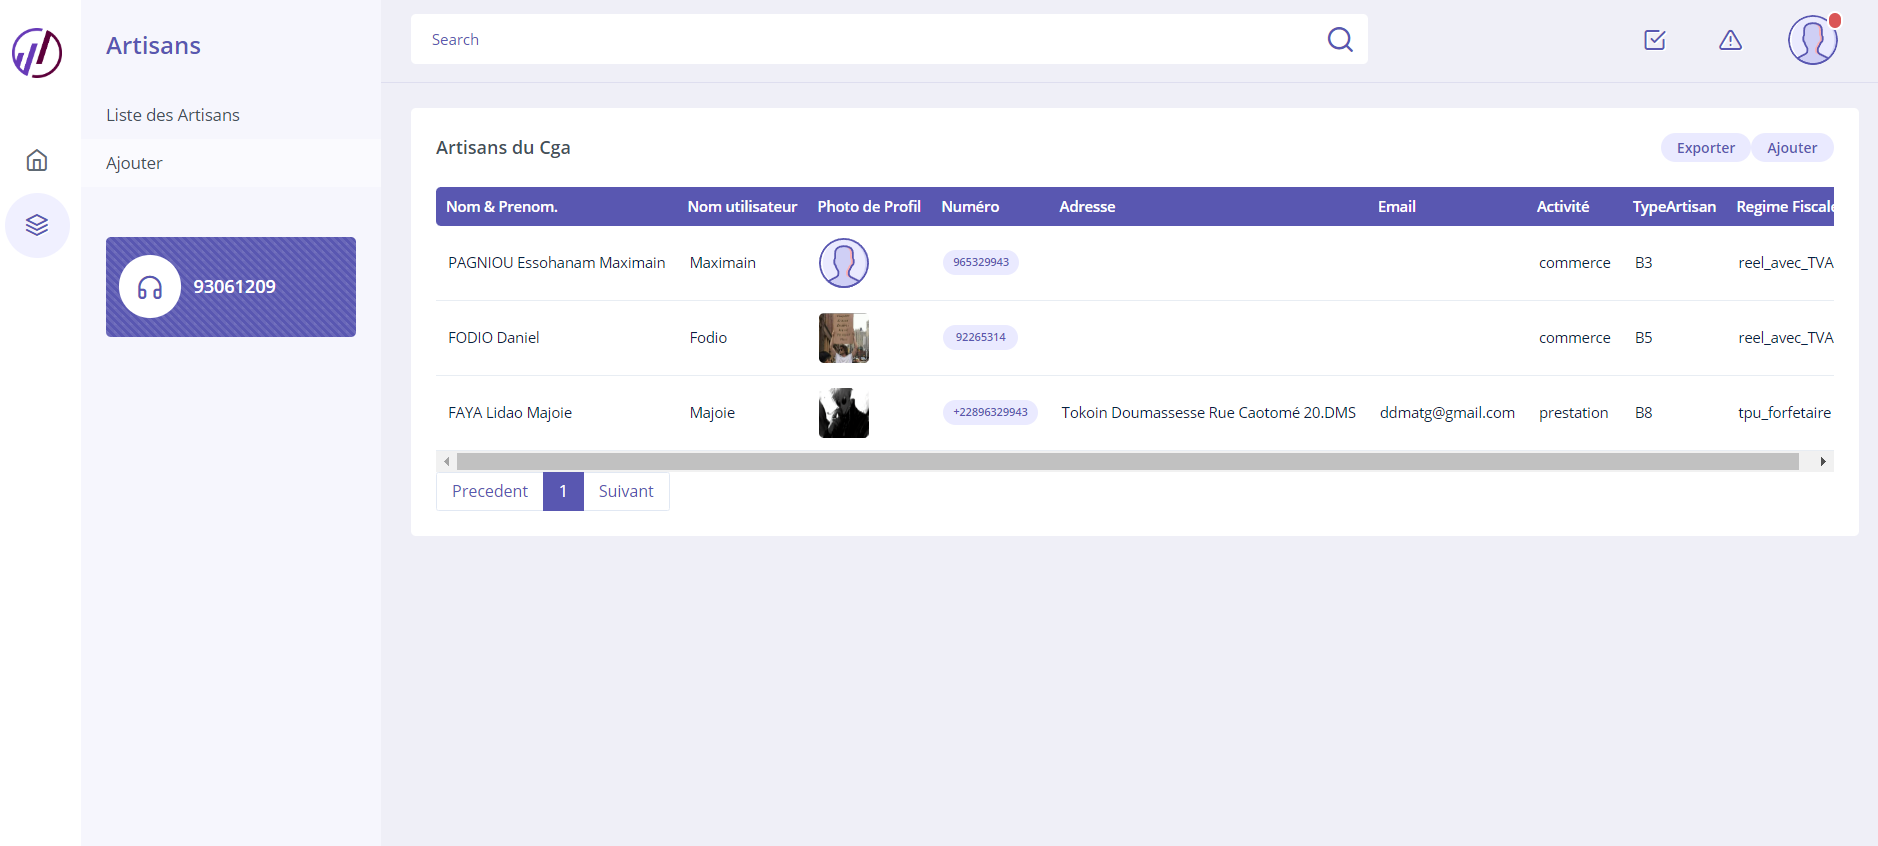 Artisans
Liste des Artisans
Ajouter
93061209
Search
Artisans du Cga
Exporter
Ajouter
Nom & Prenom. Nom utilisateur Photo de Profil Numéro Adresse Email Activité TypeArtisan Regime Fiscale
PAGNIOU Essohanam Maximain Maximain 965329943 commerce B3 reel_avec_TVA
FODIO Daniel Fodio 92265314 commerce B5 reel_avec_TVA
FAYA Lidao Majoie Majoie +22896329943 Tokoin Doumassesse Rue Caotomé 20.DMS ddmatg@gmail.com prestation B8 tpu_forfetaire
Precedent 1 Suivant